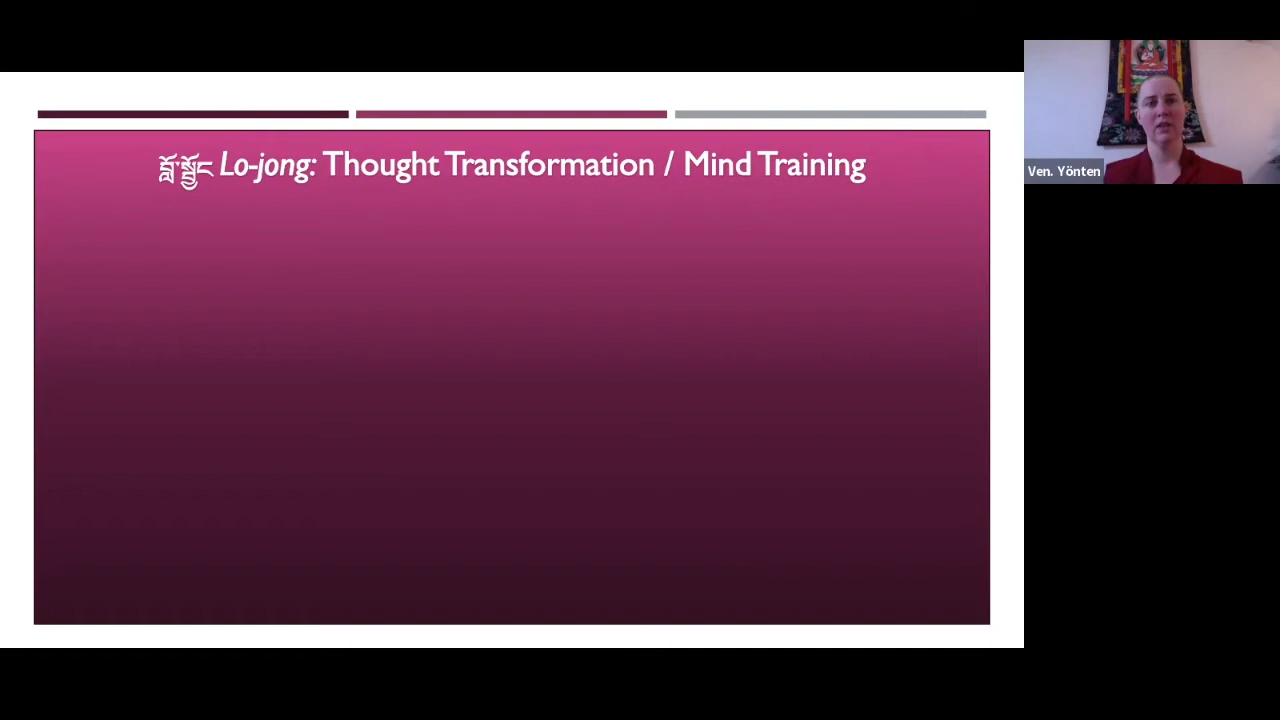 བློ་སྦྱོང Lo-jong: Thought Transformation / Mind Training
Ven. Yönten